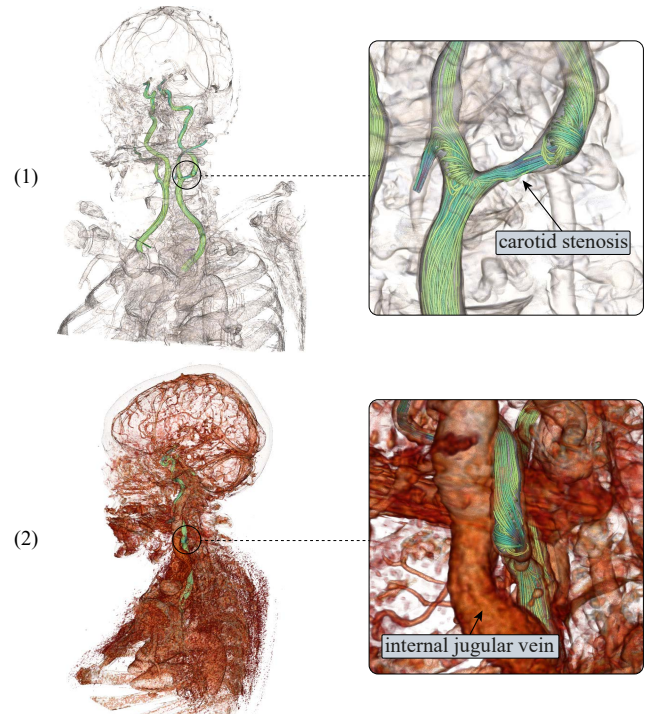 (1)
carotid stenosis
(2)
internal jugular vein